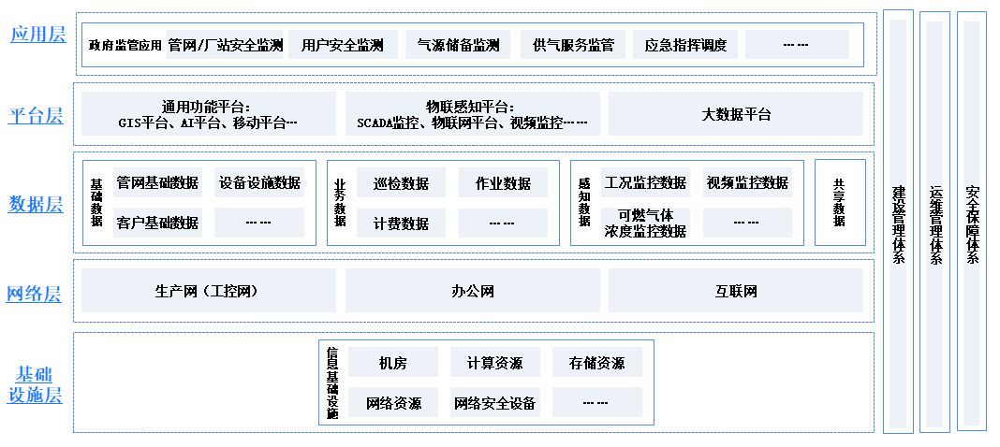 应用层
政府监管应用
管网/厂站安全监测
用户安全监测
气源储备监测
供气服务监管
应急指挥调度
……
平台层
通用功能平台：
GIS平台、AI平台、移动平台…
物联感知平台：
SCADA监控、物联网平台、视频监控……
大数据平台
数据层
基础数据
管网基础数据
设备设施数据
客户基础数据
……
业务数据
巡检数据
作业数据
计费数据
……
感知数据
工况监控数据
视频监控数据
可燃气体
浓度监控数据
……
共享数据
网络层
生产网（工控网）
办公网
互联网
基础
设施层
信息基础设施
机房
计算资源
存储资源
网络资源
网络安全设备
……
建设管理体系
运维管理体系
安全保障体系